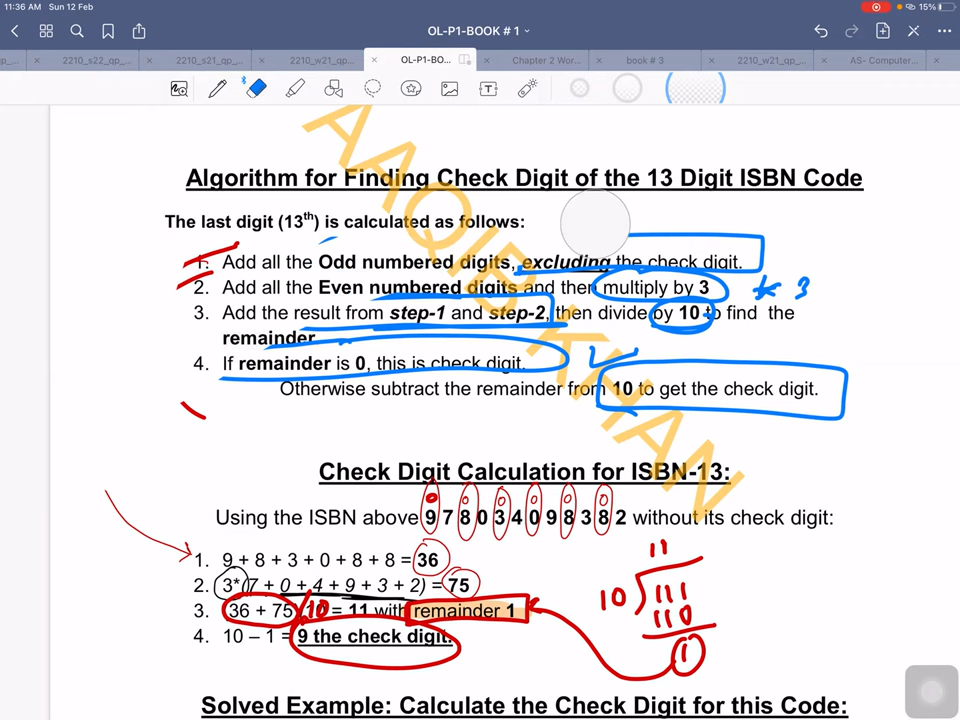 11:36 AM Sun 12 Feb 15%
OL-P1-BOOK # 1
2210_s22_qp_... 2210_s21_qp_... 2210_w21_qp_... OL-P1-BO... Chapter 2 Wor... book # 3 2210_w21_qp_... AS- Computer...
Algorithm for Finding Check Digit of the 13 Digit ISBN Code
The last digit (13th) is calculated as follows:
1. Add all the Odd numbered digits, excluding the check digit.
2. Add all the Even numbered digits and then multiply by 3 * 3
3. Add the result from step-1 and step-2, then divide by 10 to find the
remainder.
4. If remainder is 0, this is check digit.
Otherwise subtract the remainder from 10 to get the check digit.
AAQIB KHAN
Check Digit Calculation for ISBN-13:
0 0 0 0 0 0
Using the ISBN above 9 7 8 0 3 4 0 9 8 3 8 2 without its check digit:
1. 9 + 8 + 3 + 0 + 8 + 8 = 36
2. 3*(7 + 0 + 4 + 9 + 3 + 2) = 75
3. (36 + 75)/10 = 11 with remainder 1
4. 10 – 1 = 9 the check digit.
11
10 111
110
1
Solved Example: Calculate the Check Digit for this Code: